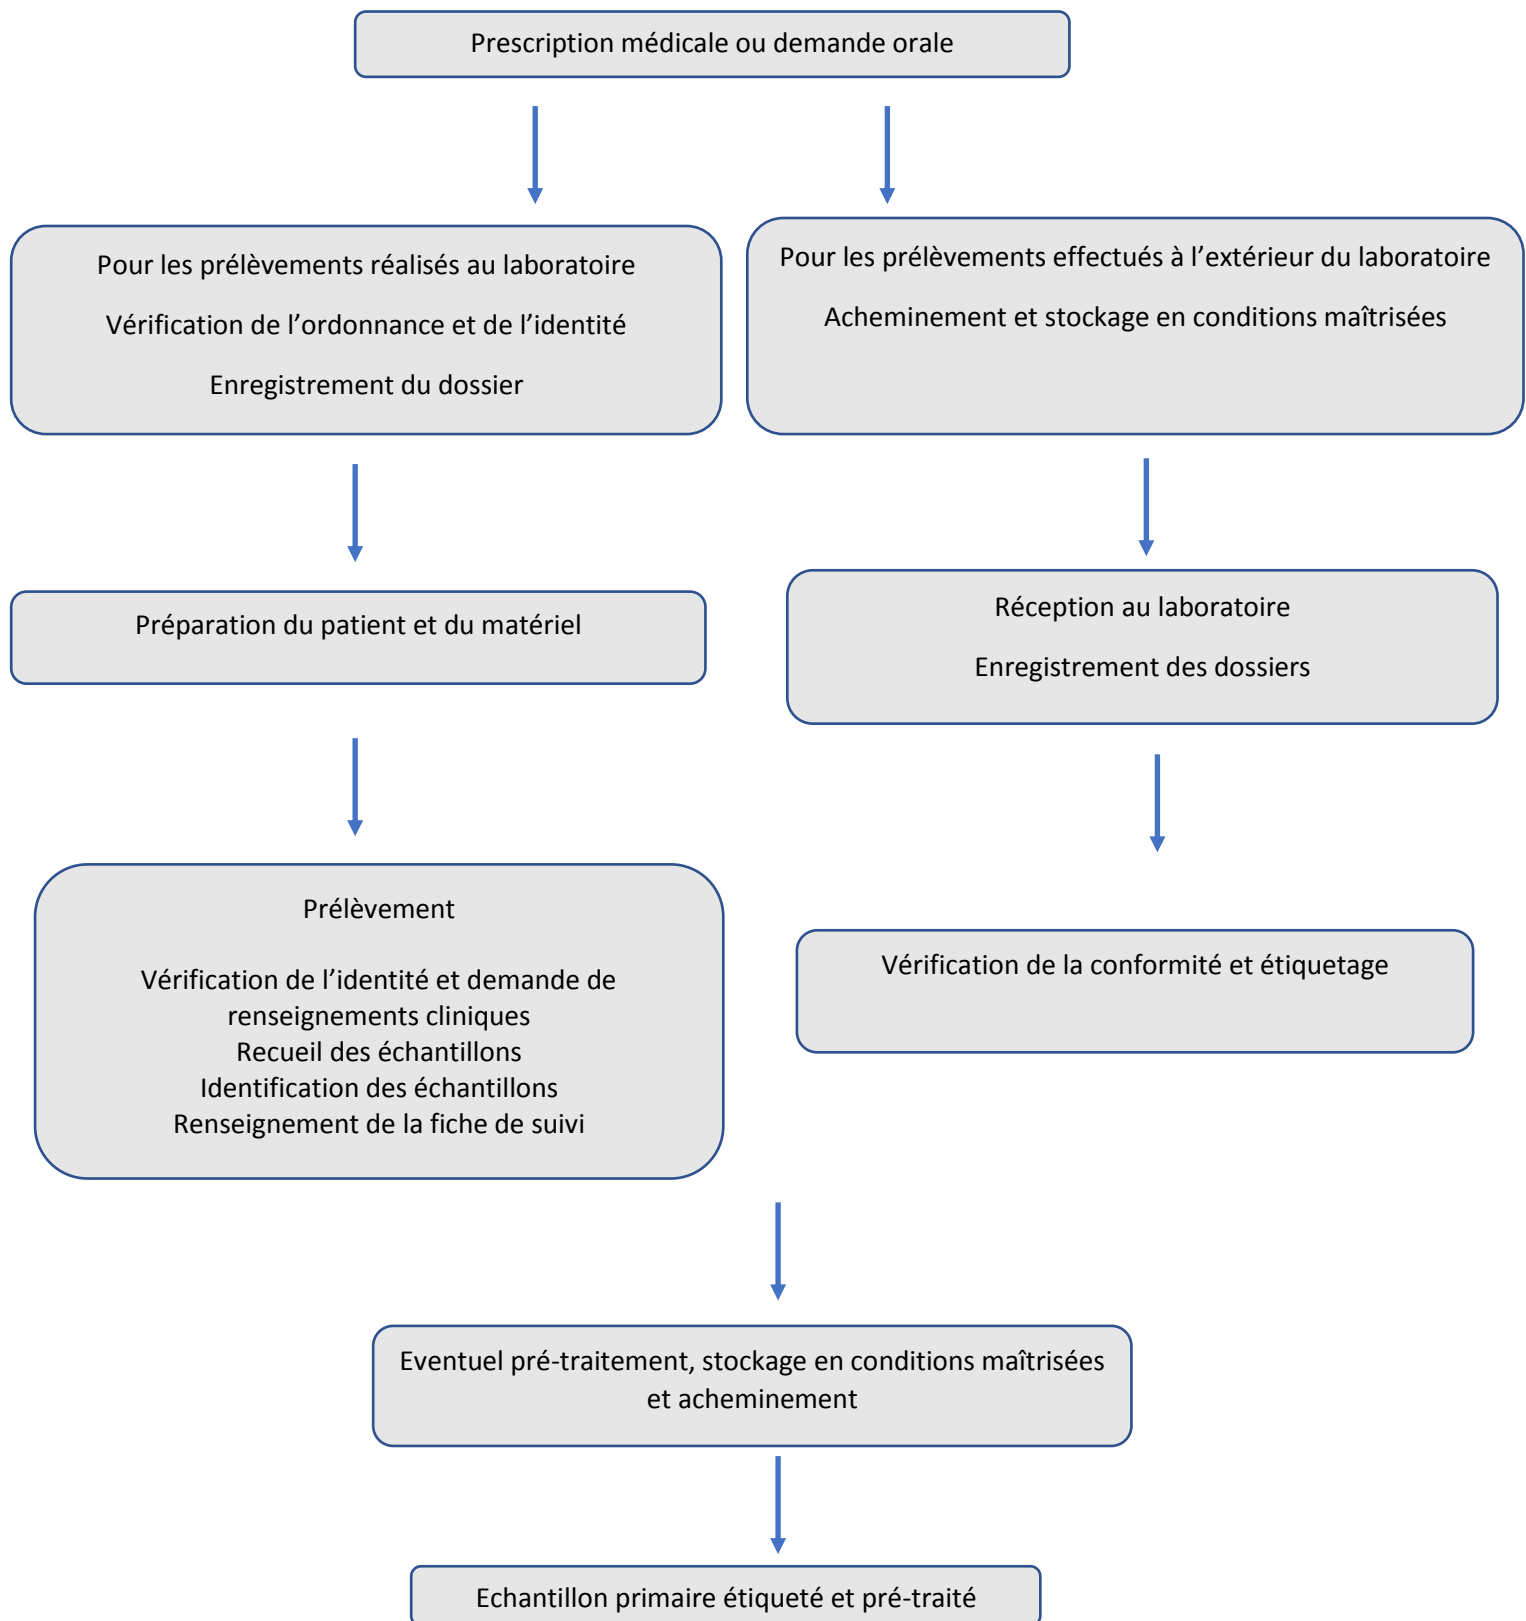 Prescription médicale ou demande orale
Pour les prélèvements réalisés au laboratoire
Vérification de l’ordonnance et de l’identité
Enregistrement du dossier
Pour les prélèvements effectués à l’extérieur du laboratoire
Acheminement et stockage en conditions maîtrisées
Préparation du patient et du matériel
Réception au laboratoire
Enregistrement des dossiers
Prélèvement
Vérification de l’identité et demande de
renseignements cliniques
Recueil des échantillons
Identification des échantillons
Renseignement de la fiche de suivi
Vérification de la conformité et étiquetage
Eventuel pré-traitement, stockage en conditions maîtrisées
et acheminement
Echantillon primaire étiqueté et pré-traité